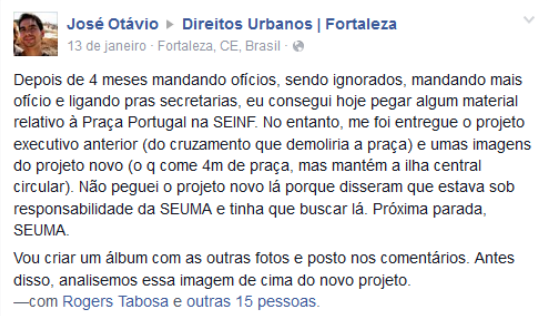 José Otávio ▸ Direitos Urbanos | Fortaleza
13 de janeiro · Fortaleza, CE, Brasil ·
Depois de 4 meses mandando ofícios, sendo ignorados, mandando mais
ofício e ligando pras secretarias, eu consegui hoje pegar algum material
relativo à Praça Portugal na SEINF. No entanto, me foi entregue o projeto
executivo anterior (do cruzamento que demoliria a praça) e umas imagens
do projeto novo (o q come 4m de praça, mas mantém a ilha central
circular). Não peguei o projeto novo lá porque disseram que estava sob
responsabilidade da SEUMA e tinha que buscar lá. Próxima parada,
SEUMA.
Vou criar um álbum com as outras fotos e posto nos comentários. Antes
disso, analisemos essa imagem de cima do novo projeto.
—com Rogers Tabosa e outras 15 pessoas.